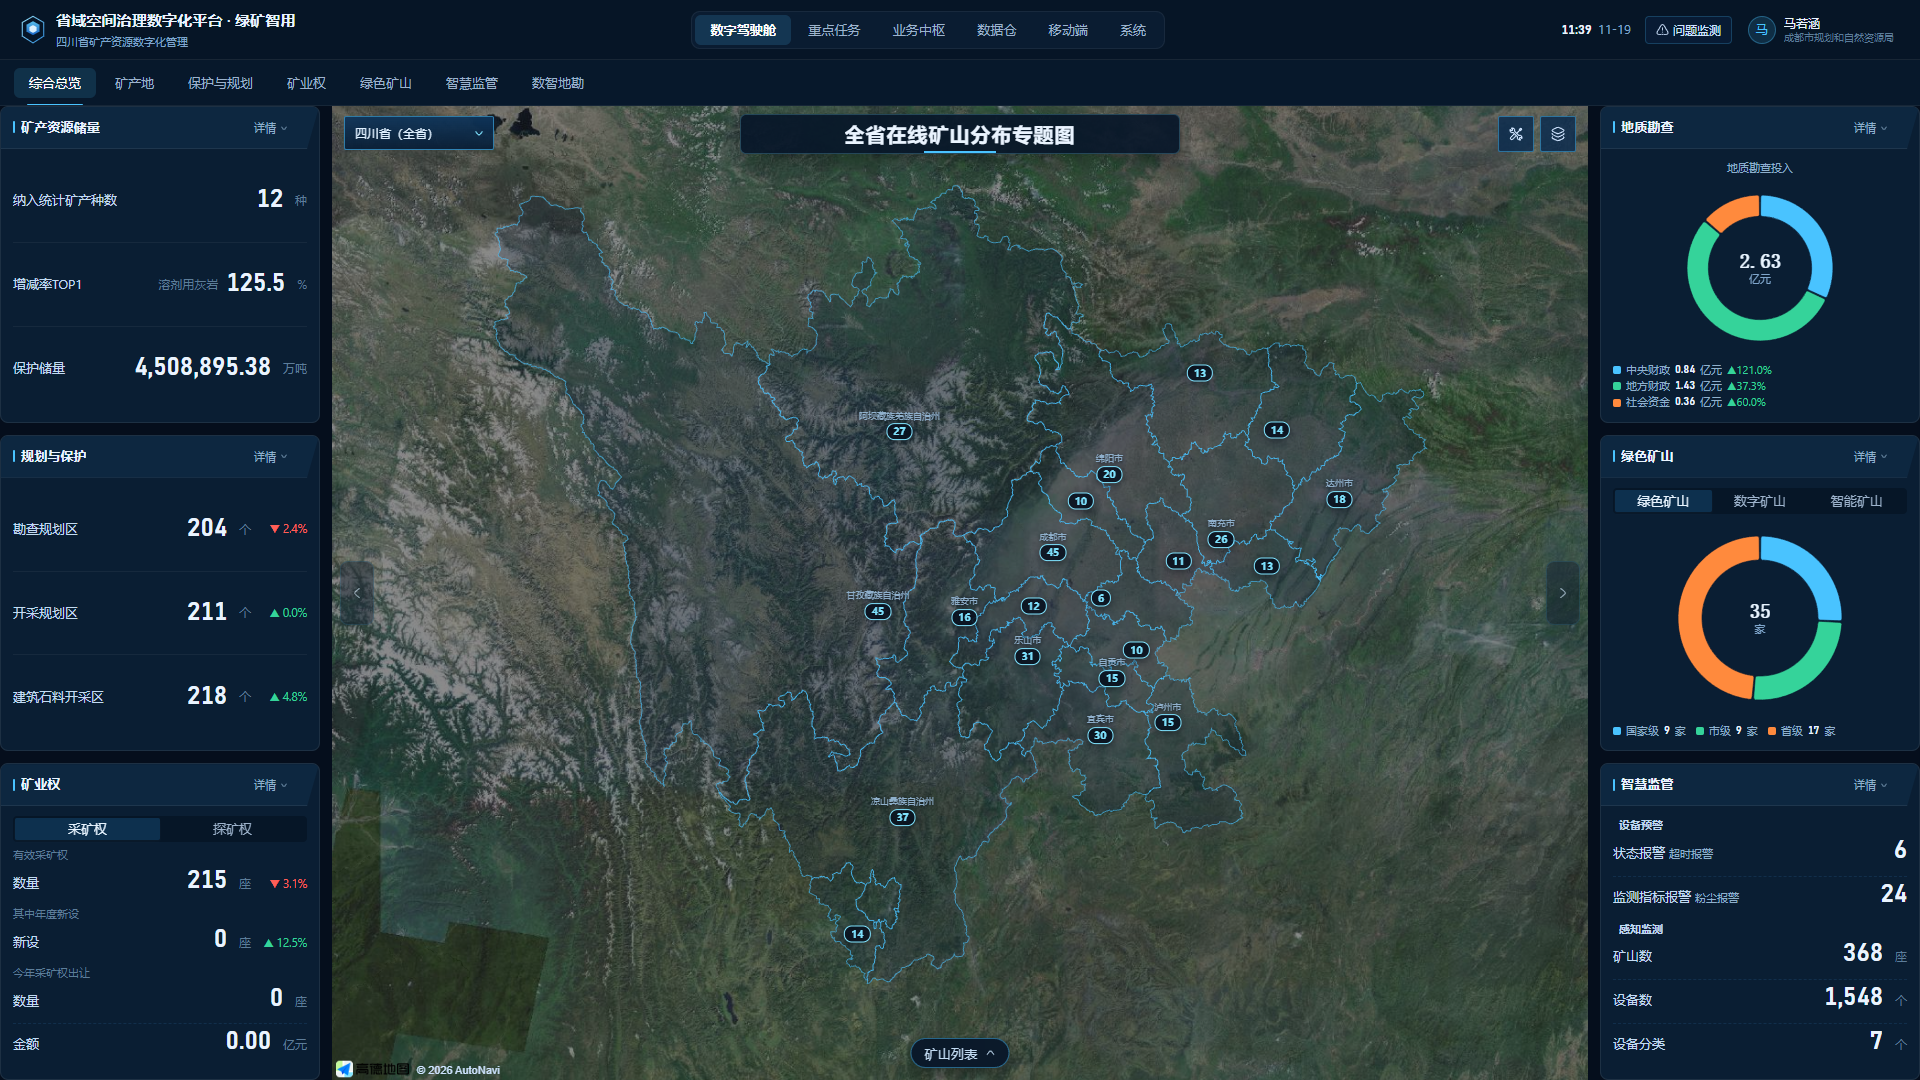 省域空间治理数字化平台 · 绿矿智用
四川省矿产资源数字化管理
数字驾驶舱
重点任务
业务中枢
数据仓
移动端
系统
11:39 11-19
问题监测
马
马若涵
成都市规划和自然资源局
综合总览
矿产地
保护与规划
矿业权
绿色矿山
智慧监管
数智地勘
矿产资源储量
详情
纳入统计矿产种数 12 种
增减率TOP1 溶剂用灰岩 125.5 %
保护储量 4,508,895.38 万吨
规划与保护
详情
勘查规划区 204 个 ▼2.4%
开采规划区 211 个 ▲0.0%
建筑石料开采区 218 个 ▲4.8%
矿业权
详情
采矿权
探矿权
有效采矿权
数量 215 座 ▼3.1%
其中年度新设
新设 0 座 ▲12.5%
今年采矿权出让
数量 0 座
金额 0.00 亿元
四川省（全省）
全省在线矿山分布专题图
13
14
阿坝藏族羌族自治州
27
绵阳市
20
10
达州市
18
南充市
26
成都市
45
11
13
甘孜藏族自治州
45
雅安市
16
12
6
乐山市
31
10
自贡市
15
泸州市
15
宜宾市
30
凉山彝族自治州
37
14
矿山列表
高德地图 © 2026 AutoNavi
地质勘查
详情
地质勘查投入
2.63
亿元
中央财政 0.84 亿元 ▲121.0%
地方财政 1.43 亿元 ▲37.3%
社会资金 0.36 亿元 ▲60.0%
绿色矿山
详情
绿色矿山
数字矿山
智能矿山
35
家
国家级 9 家 市级 9 家 省级 17 家
智慧监管
详情
设备预警
状态报警 超时报警 6
监测指标报警 粉尘报警 24
感知监测
矿山数 368 座
设备数 1,548 个
设备分类 7 个